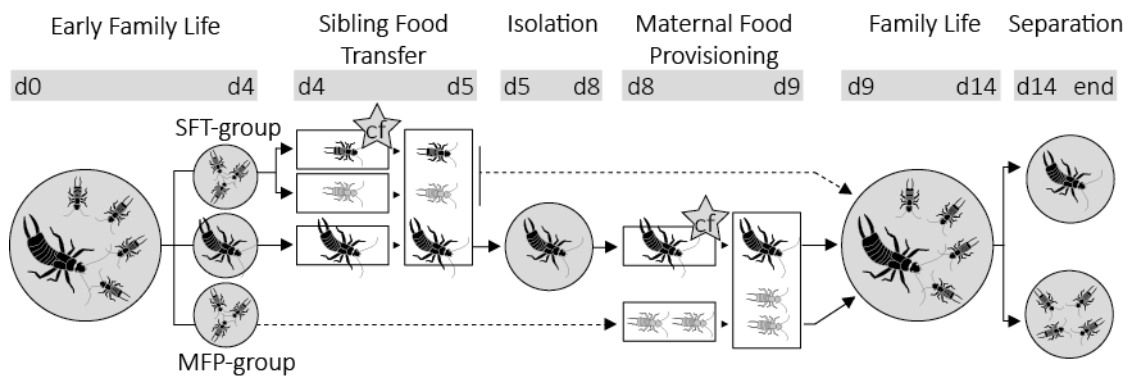 Early Family Life
Sibling Food
Transfer
Isolation
Maternal Food
Provisioning
Family Life
Separation
d0 d4
d4 d5
d5 d8
d8 d9
d9 d14
d14 end
SFT-group
cf
cf
MFP-group